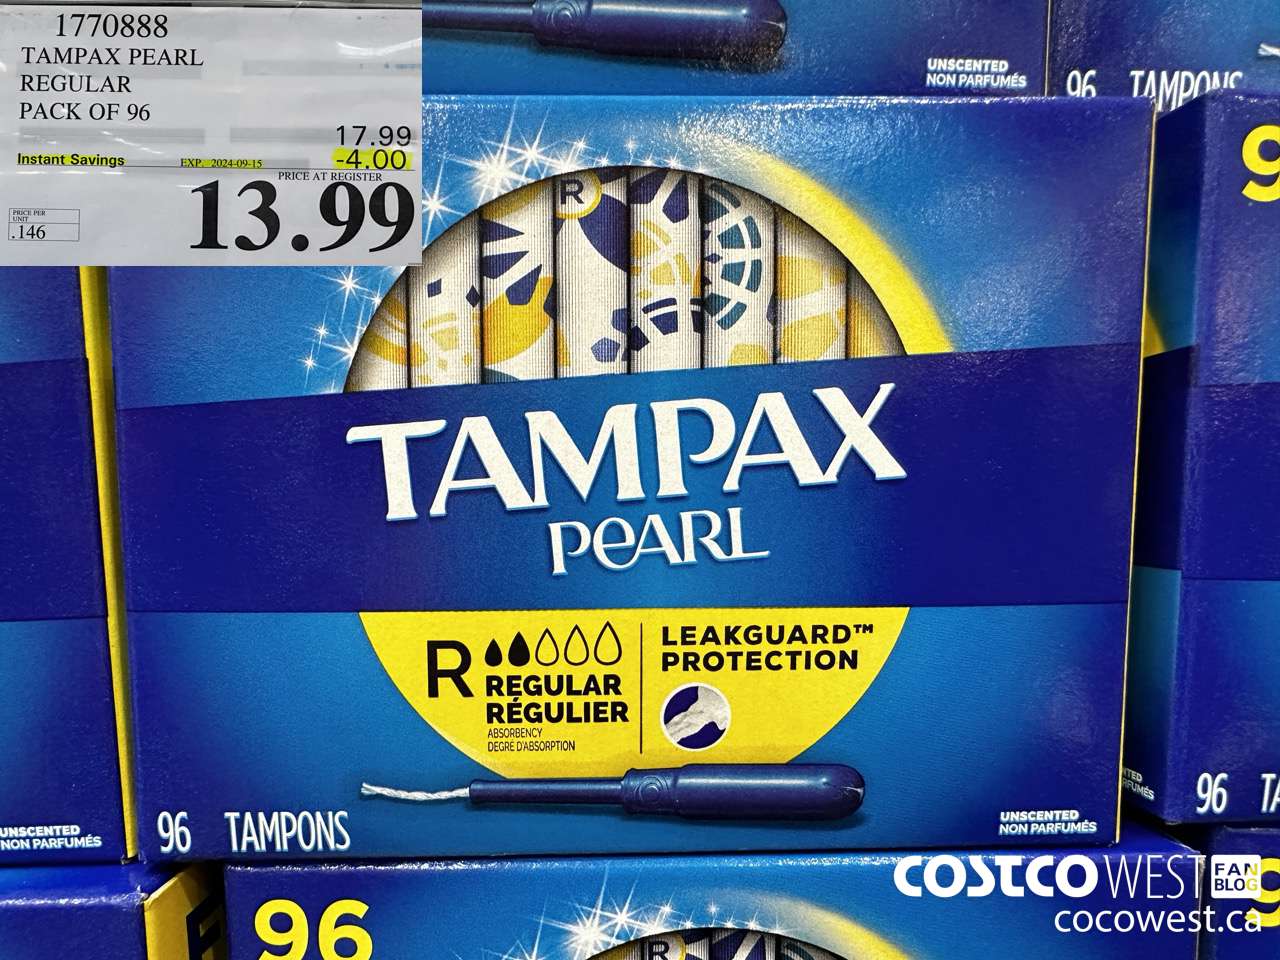 1770888
TAMPAX PEARL
REGULAR
PACK OF 96
17.99
Instant Savings EXP. 2024-09-15 -4.00
PRICE AT REGISTER
13.99
PRICE PER
UNIT
.146
UNSCENTED
NON PARFUMÉS
96 TAMPONS
9
R
TAMPAX
PEARL
R
REGULAR
RÉGULIER
ABSORBENCY
DEGRÉ D'ABSORPTION
LEAKGUARD™
PROTECTION
96 TAMPONS
UNSCENTED
NON PARFUMÉS
UNSCENTED
NON PARFUMÉS
96
96
R
COSTCO WEST FAN BLOG
cocowest.ca